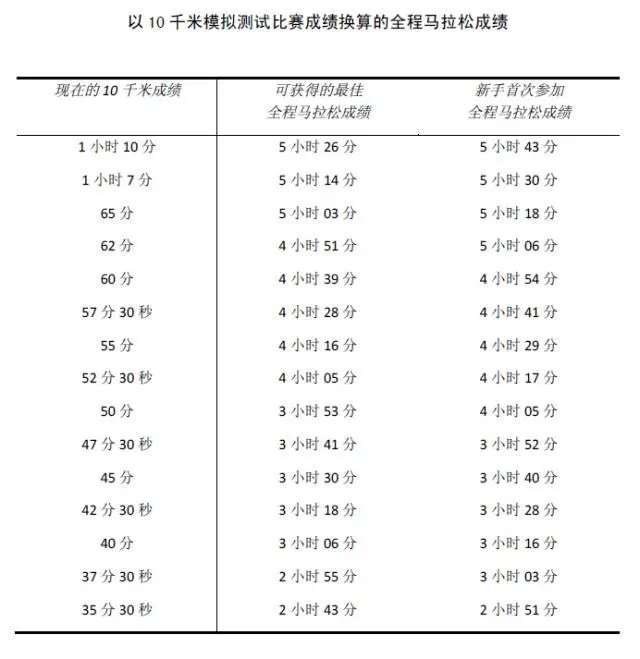 以 10 千米模拟测试比赛成绩换算的全程马拉松成绩
现在的 10 千米成绩 可获得的最佳 新手首次参加
全程马拉松成绩 全程马拉松成绩
1 小时 10 分 5 小时 26 分 5 小时 43 分
1 小时 7 分 5 小时 14 分 5 小时 30 分
65 分 5 小时 03 分 5 小时 18 分
62 分 4 小时 51 分 5 小时 06 分
60 分 4 小时 39 分 4 小时 54 分
57 分 30 秒 4 小时 28 分 4 小时 41 分
55 分 4 小时 16 分 4 小时 29 分
52 分 30 秒 4 小时 05 分 4 小时 17 分
50 分 3 小时 53 分 4 小时 05 分
47 分 30 秒 3 小时 41 分 3 小时 52 分
45 分 3 小时 30 分 3 小时 40 分
42 分 30 秒 3 小时 18 分 3 小时 28 分
40 分 3 小时 06 分 3 小时 16 分
37 分 30 秒 2 小时 55 分 3 小时 03 分
35 分 30 秒 2 小时 43 分 2 小时 51 分